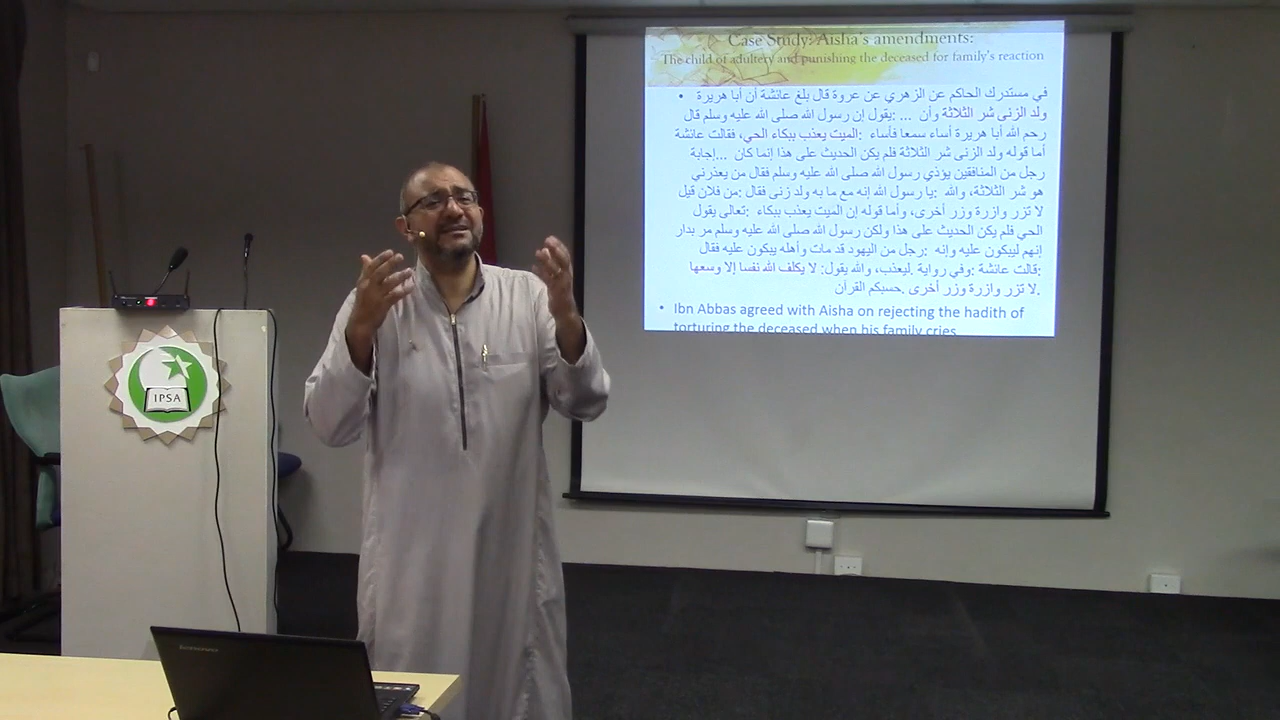 Case Study: Aisha's amendments:
The child of adultery and punishing the deceased for family's reaction
• في مستدرك الحاكم عن الزهري عن عروة قال بلغ عائشة أن أبا هريرة
يقول إن رسول الله صلى الله عليه وسلم قال: ... ولد الزنى شر الثلاثة وأن
الميت يعذب ببكاء الحي، فقالت عائشة: رحم الله أبا هريرة أساء سمعا فأساء
إجابة... أما قوله ولد الزنى شر الثلاثة فلم يكن الحديث على هذا إنما كان
رجل من المنافقين يؤذي رسول الله صلى الله عليه وسلم فقال من يعذرني
من فلان قيل: يا رسول الله إنه مع ما به ولد زنى فقال: هو شر الثلاثة، والله
تعالى يقول: لا تزر وازرة وزر أخرى، وأما قوله إن الميت يعذب ببكاء
الحي فلم يكن الحديث على هذا ولكن رسول الله صلى الله عليه وسلم مر بدار
رجل من اليهود قد مات وأهله يبكون عليه فقال: إنهم ليبكون عليه وإنه
ليعذب، والله يقول: لا يكلف الله نفسا إلا وسعها. وفي رواية: قالت عائشة:
حسبكم القرآن. لا تزر وازرة وزر أخرى.
• Ibn Abbas agreed with Aisha on rejecting the hadith of
torturing the deceased when his family cries
IPSA
lenovo